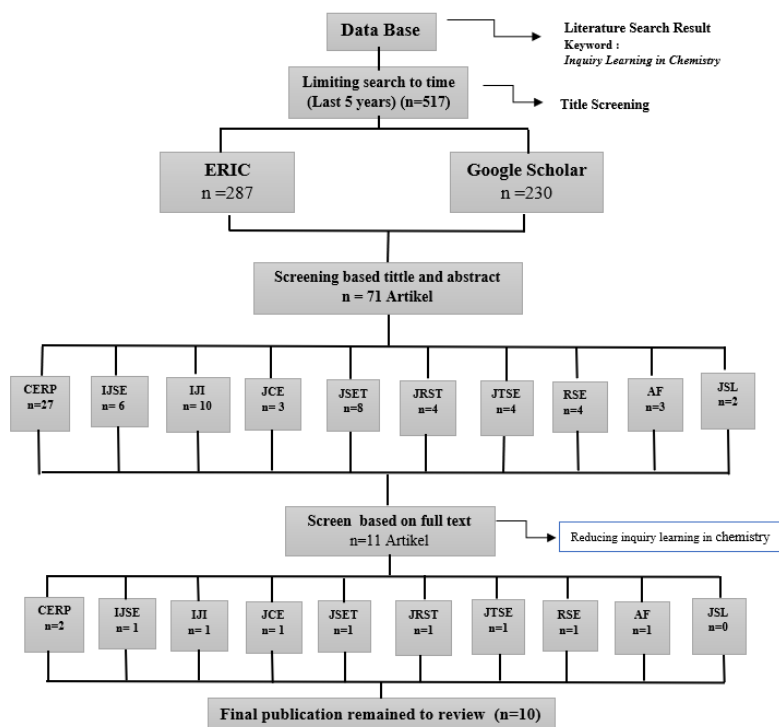 Data Base
Literature Search Result
Keyword :
Inquiry Learning in Chemistry
Limiting search to time
(Last 5 years) (n=517)
Title Screening
ERIC
n =287
Google Scholar
n =230
Screening based tittle and abstract
n = 71 Artikel
CERP
n=27
IJSE
n= 6
IJI
n= 10
JCE
n= 3
JSET
n=8
JRST
n=4
JTSE
n=4
RSE
n=4
AF
n=3
JSL
n=2
Screen based on full text
n=11 Artikel
Reducing inquiry learning in chemistry
CERP
n=2
IJSE
n= 1
IJI
n= 1
JCE
n= 1
JSET
n=1
JRST
n=1
JTSE
n=1
RSE
n=1
AF
n=1
JSL
n=0
Final publication remained to review (n=10)